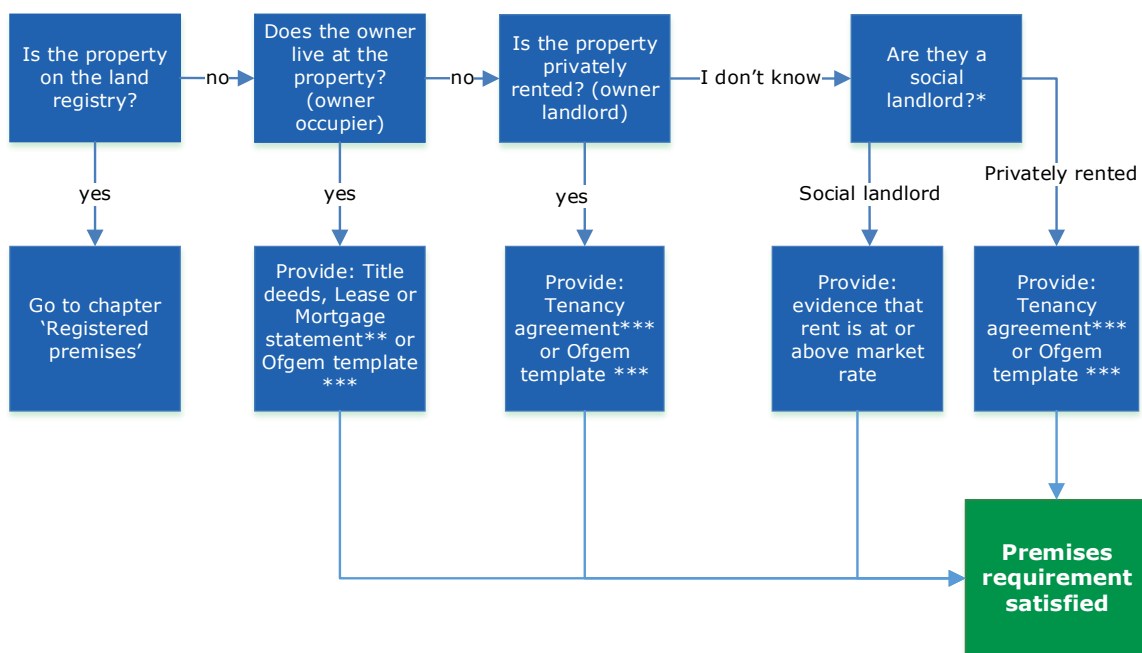 Is the property
on the land
registry?
no
Does the owner
live at the
property?
(owner
occupier)
no
Is the property
privately
rented? (owner
landlord)
I don't know
Are they a
social
landlord?*
yes
yes
yes
Social landlord
Privately rented
Go to chapter
‘Registered
premises’
Provide: Title
deeds, Lease or
Mortgage
statement** or
Ofgem template
***
Provide:
Tenancy
agreement***
or Ofgem
template ***
Provide:
evidence that
rent is at or
above market
rate
Provide:
Tenancy
agreement***
or Ofgem
template ***
Premises
requirement
satisfied